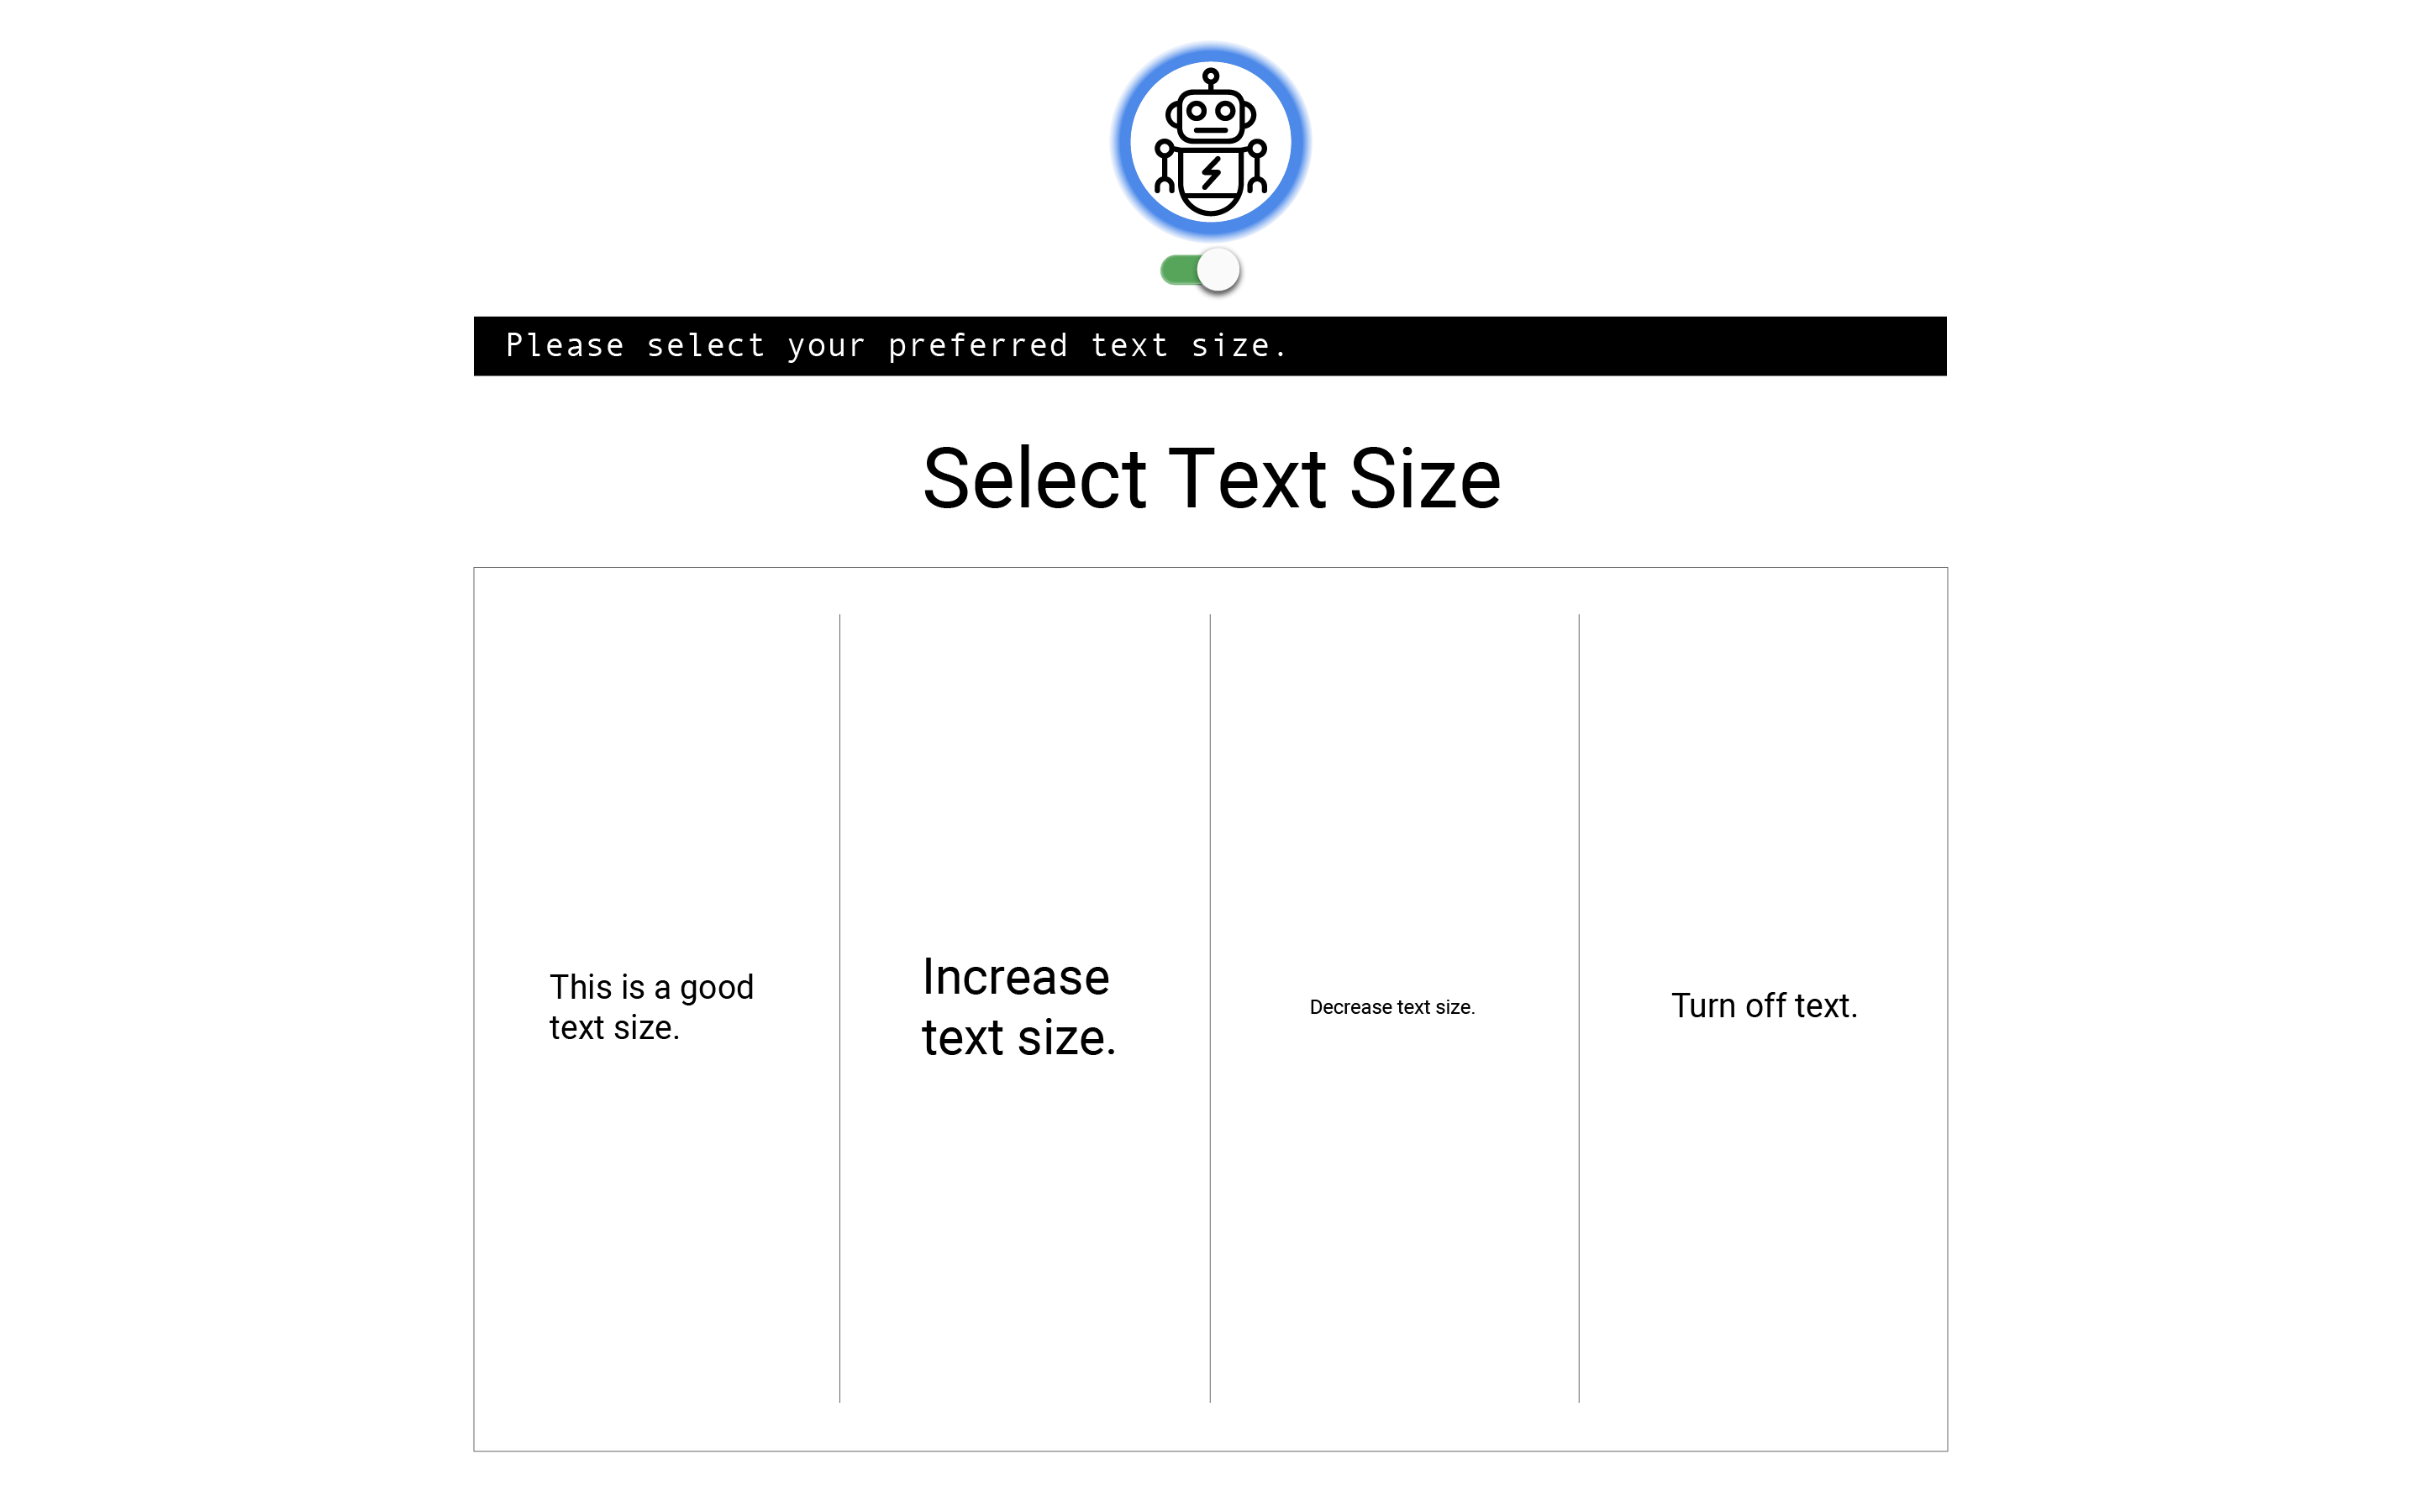 Please select your preferred text size.
Select Text Size
This is a good
text size.
Increase
text size.
Decrease text size.
Turn off text.